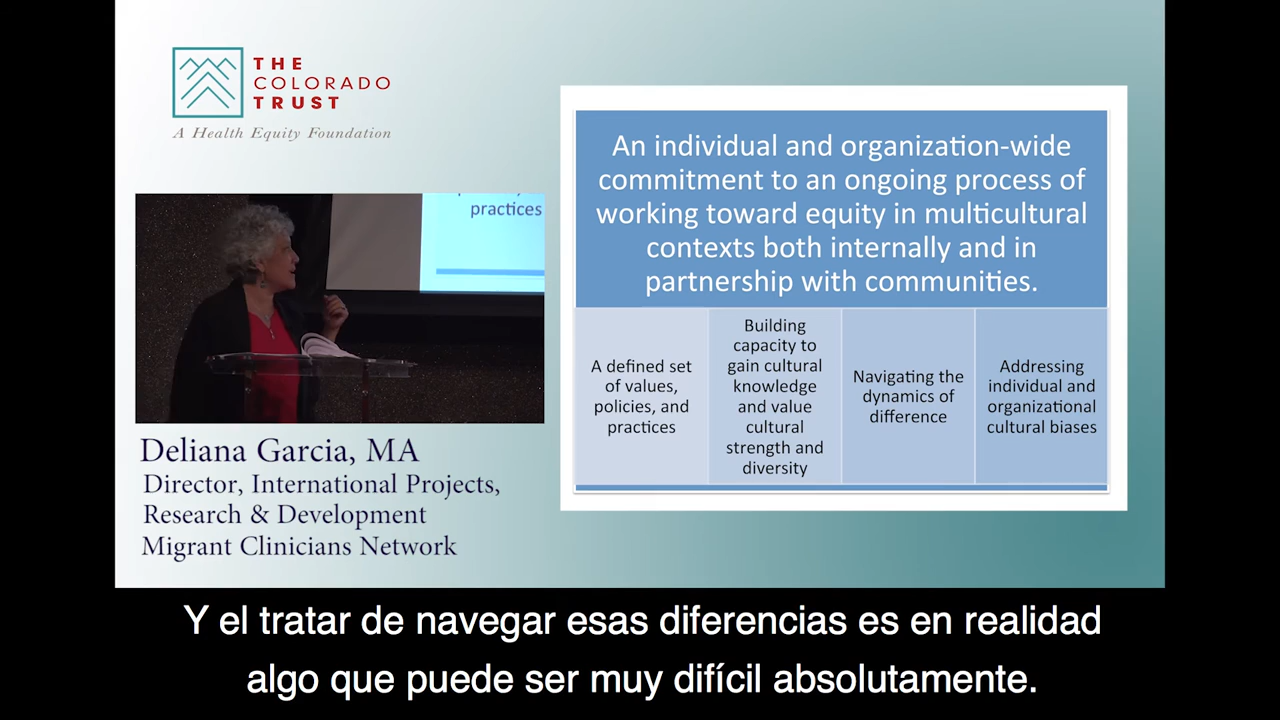 THE
COLORADO
TRUST
A Health Equity Foundation
practices
Deliana Garcia, MA
Director, International Projects,
Research & Development
Migrant Clinicians Network
An individual and organization-wide
commitment to an ongoing process of
working toward equity in multicultural
contexts both internally and in
partnership with communities.
A defined set
of values,
policies, and
practices
Building
capacity to
gain cultural
knowledge
and value
cultural
strength and
diversity
Navigating the
dynamics of
difference
Addressing
individual and
organizational
cultural biases
Y el tratar de navegar esas diferencias es en realidad
algo que puede ser muy difícil absolutamente.